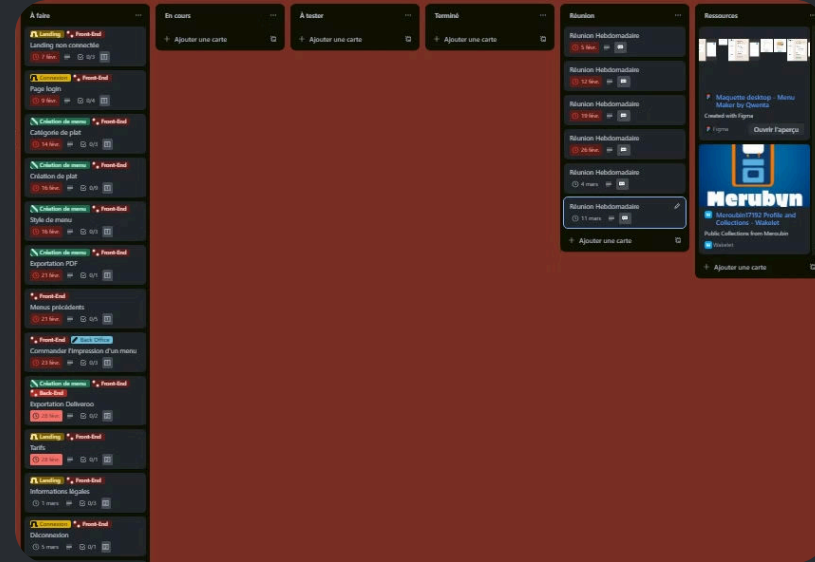 À faire
Landing
Front-End
Landing non connectée
7 févr.
0/3
Connexion
Front-End
Page login
9 févr.
0/4
Création de menu
Front-End
Catégorie de plat
14 févr.
0/3
Création de menu
Front-End
Création de plat
16 févr.
Création de menu
Front-End
Style de menu
16 févr.
0/3
Création de menu
Front-End
Exportation PDF
21 févr.
0/1
Front-End
Menus précédents
21 févr.
0/5
Front-End
Back Office
Commander l'impression d'un menu
23 févr.
0/3
Création de menu
Front-End
Back-End
Exportation Deliveroo
28 févr.
0/2
Landing
Front-End
Tarifs
28 févr.
0/1
Landing
Front-End
Informations légales
1 mars
0/3
Connexion
Front-End
Déconnexion
5 mars
0/1
En cours
+ Ajouter une carte
À tester
+ Ajouter une carte
Terminé
+ Ajouter une carte
Réunion
Réunion Hebdomadaire
5 févr.
Réunion Hebdomadaire
12 févr.
Réunion Hebdomadaire
19 févr.
Réunion Hebdomadaire
26 févr.
Réunion Hebdomadaire
4 mars
Réunion Hebdomadaire
11 mars
+ Ajouter une carte
Ressources
Maquette desktop - Menu
Maker by Qwenta
Created with Figma
Figma
Ouvrir l'aperçu
Merubyn
Meroubin17192 Profile and
Collections - Wakelet
Public Collections from Meroubin
Wakelet
+ Ajouter une carte